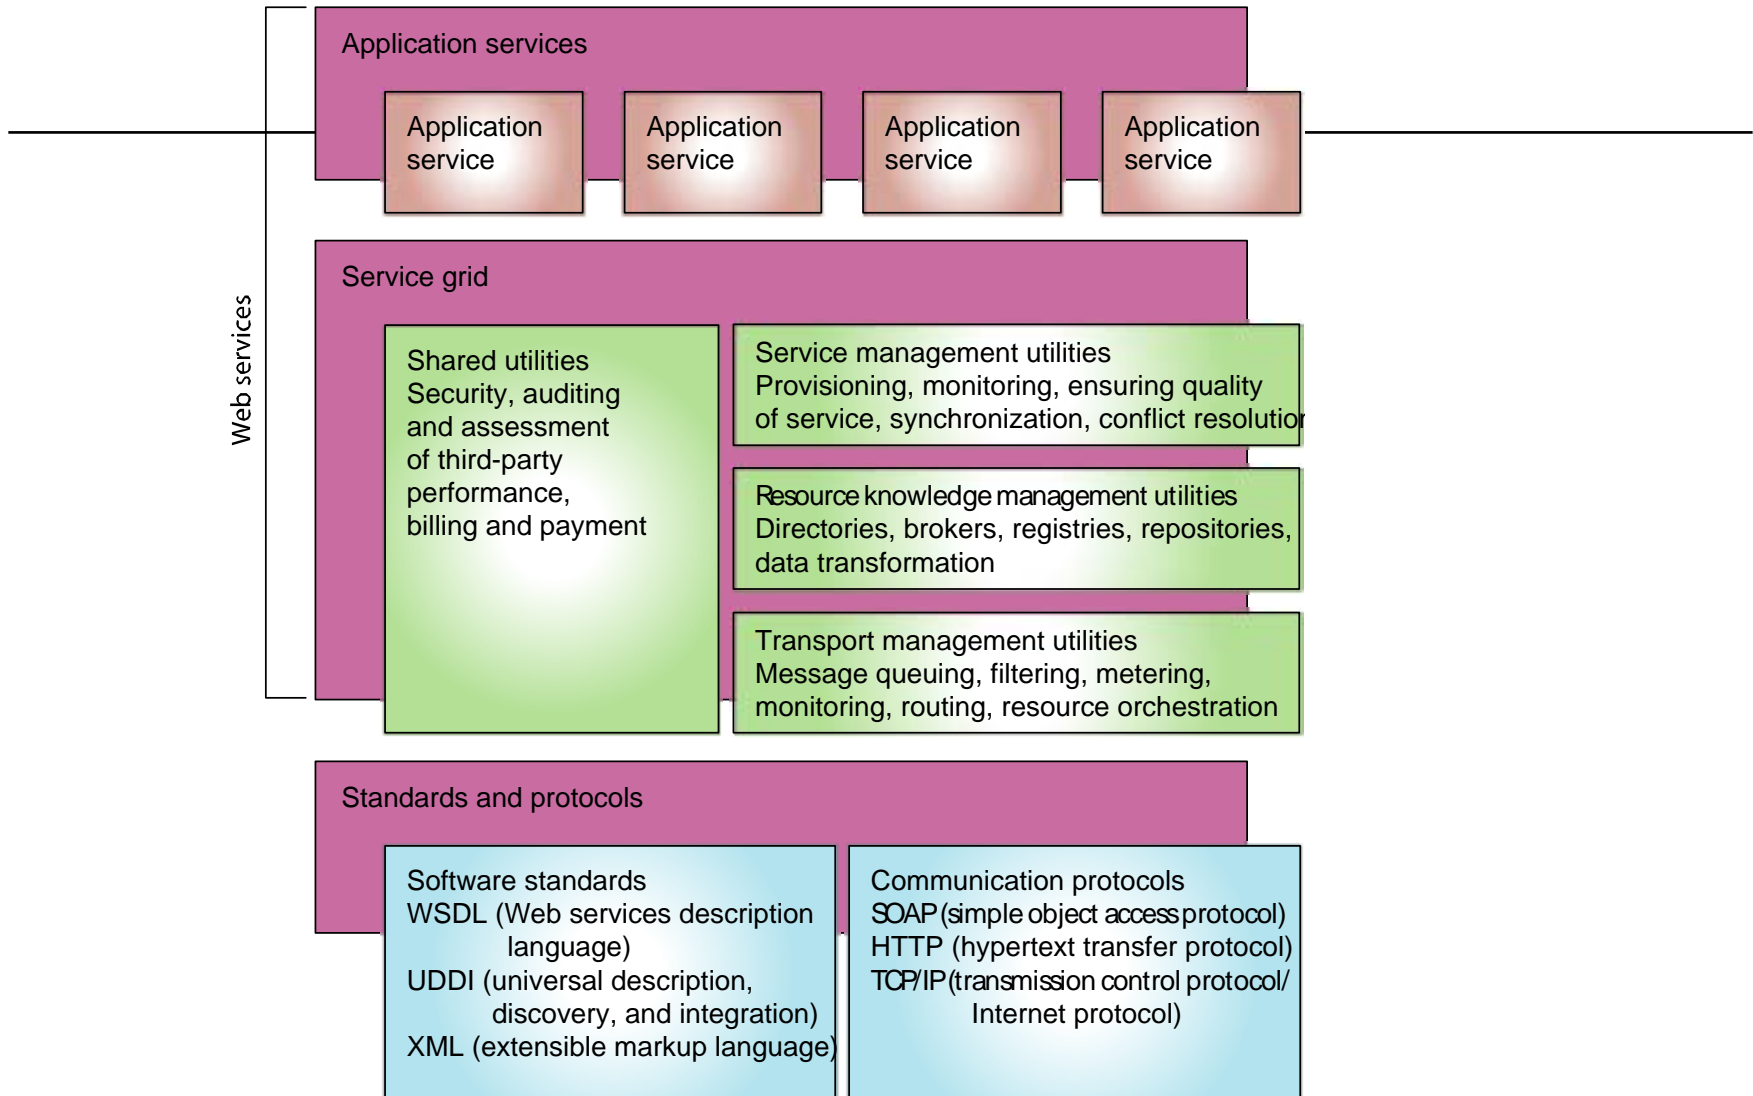 Application services
Application
service
Application
service
Application
service
Application
service
Web services
Service grid
Shared utilities
Security, auditing
and assessment
of third-party
performance,
billing and payment
Service management utilities
Provisioning, monitoring, ensuring quality
of service, synchronization, conflict resolution
Resource knowledge management utilities
Directories, brokers, registries, repositories,
data transformation
Transport management utilities
Message queuing, filtering, metering,
monitoring, routing, resource orchestration
Standards and protocols
Software standards
WSDL (Web services description
language)
UDDI (universal description,
discovery, and integration)
XML (extensible markup language)
Communication protocols
SOAP (simple object access protocol)
HTTP (hypertext transfer protocol)
TCP/IP (transmission control protocol/
Internet protocol)